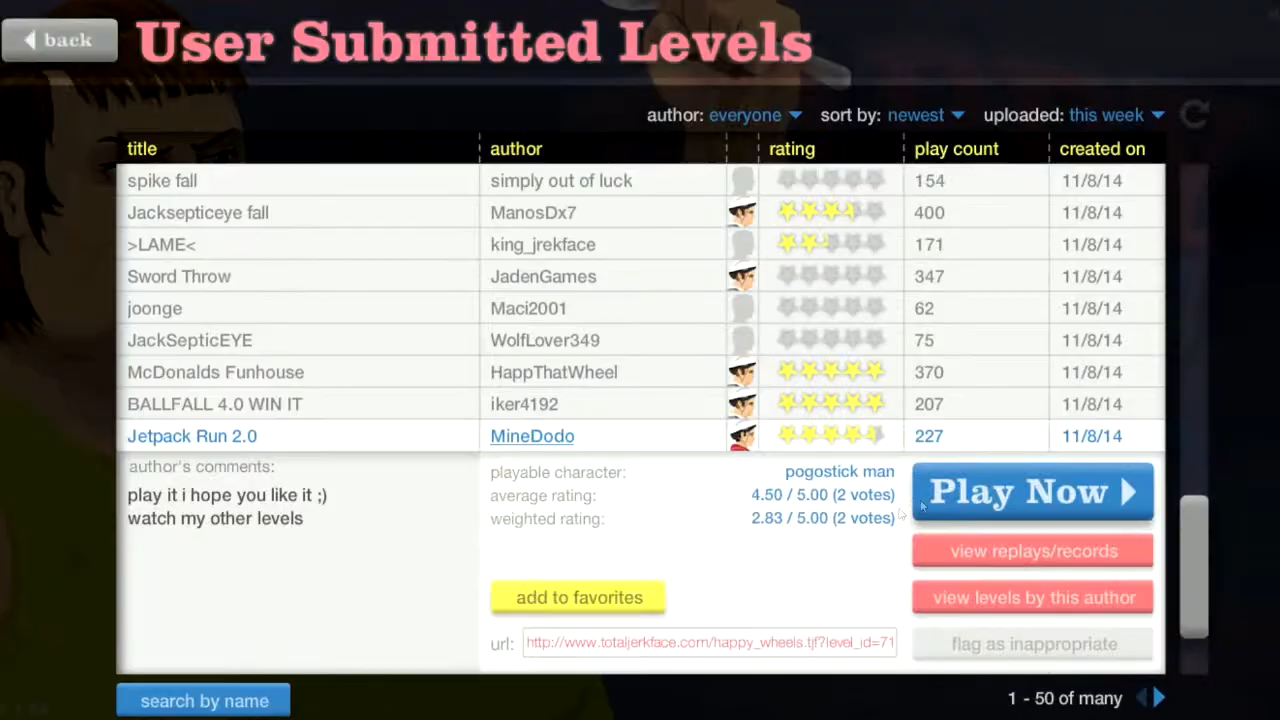 back
User Submitted Levels
author: everyone sort by: newest uploaded: this week
title author rating play count created on
spike fall simply out of luck 154 11/8/14
Jacksepticeye fall ManosDx7 400 11/8/14
>LAME< king_jrekface 171 11/8/14
Sword Throw JadenGames 347 11/8/14
joonge Maci2001 62 11/8/14
JackSepticEYE WolfLover349 75 11/8/14
McDonalds Funhouse HappThatWheel 370 11/8/14
BALLFALL 4.0 WIN IT iker4192 207 11/8/14
Jetpack Run 2.0 MineDodo 227 11/8/14
author's comments:
play it i hope you like it ;)
watch my other levels
playable character: pogostick man
average rating: 4.50 / 5.00 (2 votes)
weighted rating: 2.83 / 5.00 (2 votes)
add to favorites
url: http://www.totaljerkface.com/happy_wheels.tjf?level_id=71
Play Now
view replays/records
view levels by this author
flag as inappropriate
search by name
1 - 50 of many